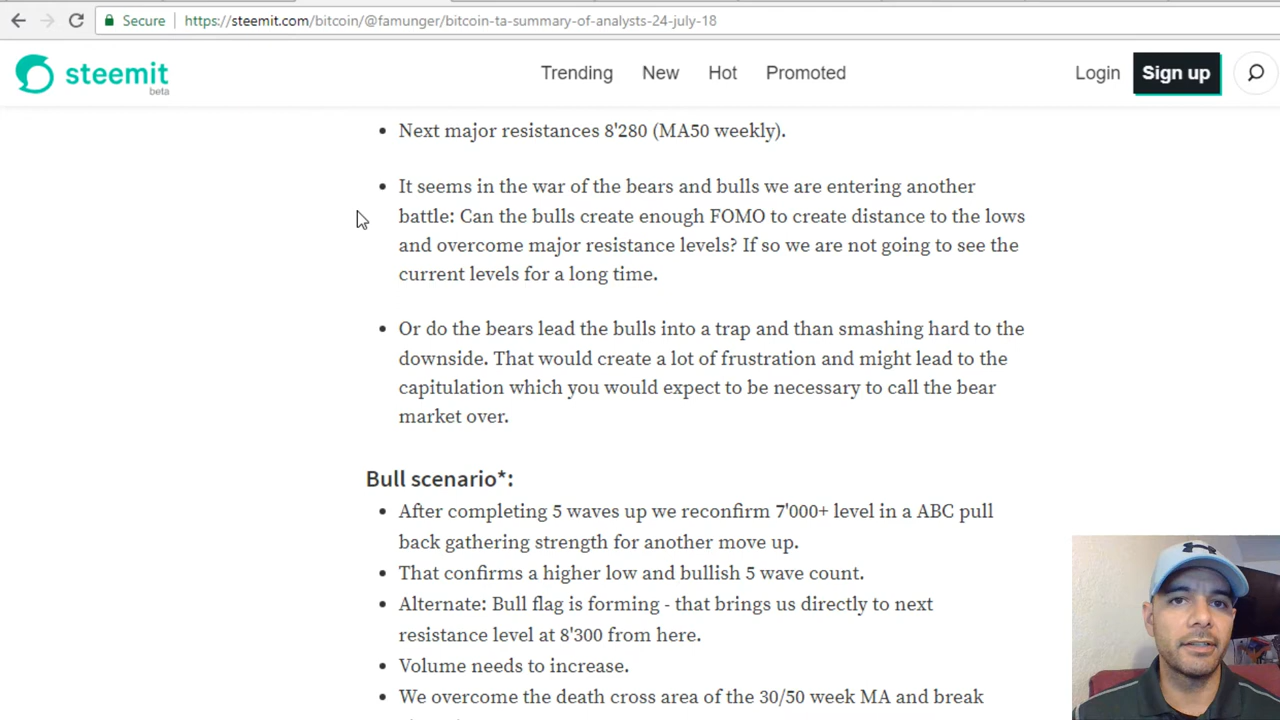 Secure
https://steemit.com/bitcoin/@famunger/bitcoin-ta-summary-of-analysts-24-july-18
steemit
beta
Trending New Hot Promoted
Login Sign up
• Next major resistances 8'280 (MA50 weekly).
• It seems in the war of the bears and bulls we are entering another
battle: Can the bulls create enough FOMO to create distance to the lows
and overcome major resistance levels? If so we are not going to see the
current levels for a long time.
• Or do the bears lead the bulls into a trap and than smashing hard to the
downside. That would create a lot of frustration and might lead to the
capitulation which you would expect to be necessary to call the bear
market over.
Bull scenario*:
• After completing 5 waves up we reconfirm 7'000+ level in a ABC pull
back gathering strength for another move up.
• That confirms a higher low and bullish 5 wave count.
• Alternate: Bull flag is forming - that brings us directly to next
resistance level at 8'300 from here.
• Volume needs to increase.
• We overcome the death cross area of the 30/50 week MA and break